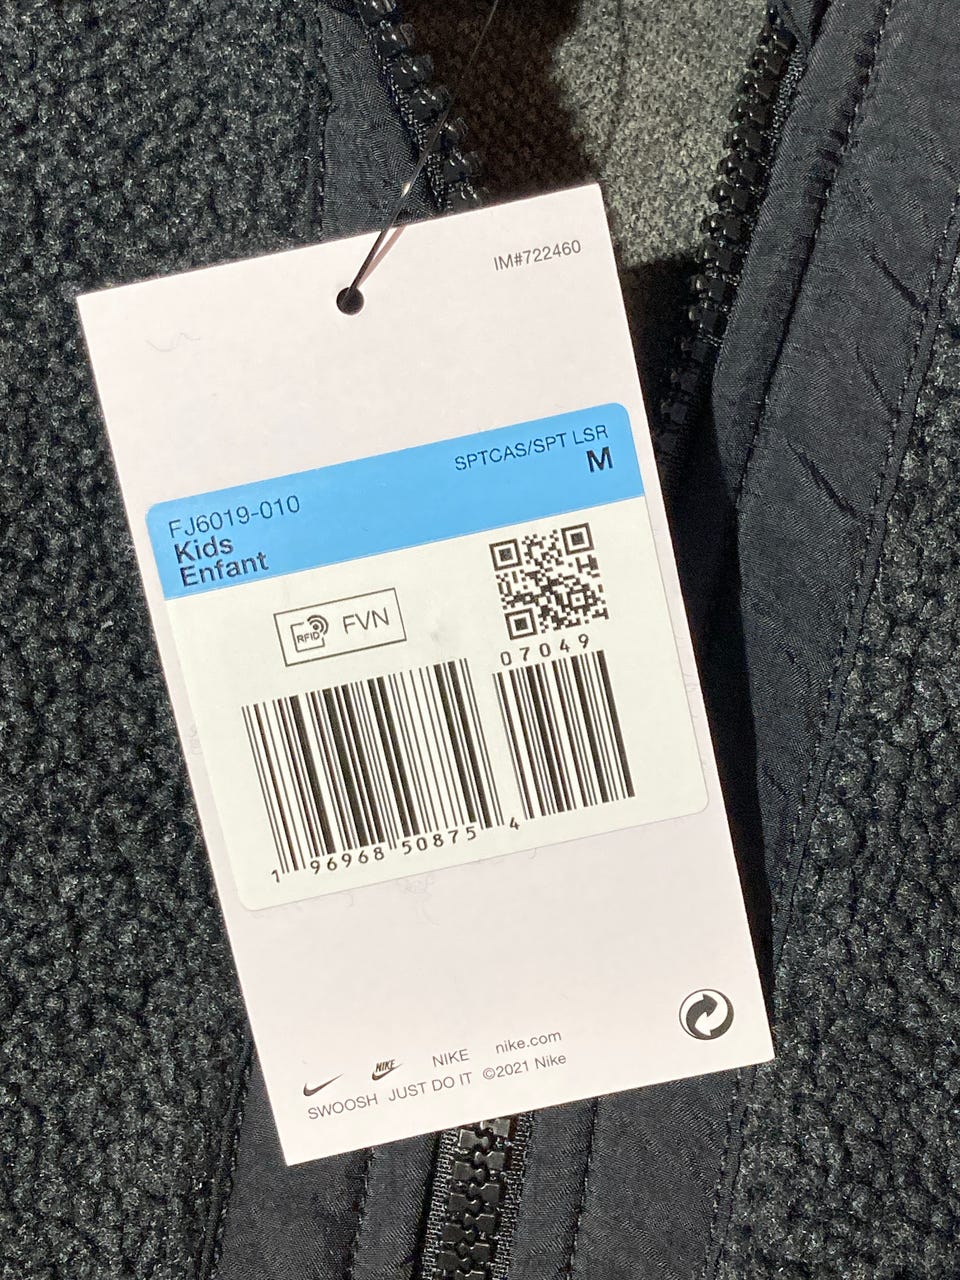 IM#722460
SPTCAS/SPT LSR
M
FJ6019-010
Kids
Enfant
RFID FVN
07049
1 96968 50875 4
NIKE NIKE nike.com
SWOOSH JUST DO IT ©2021 Nike